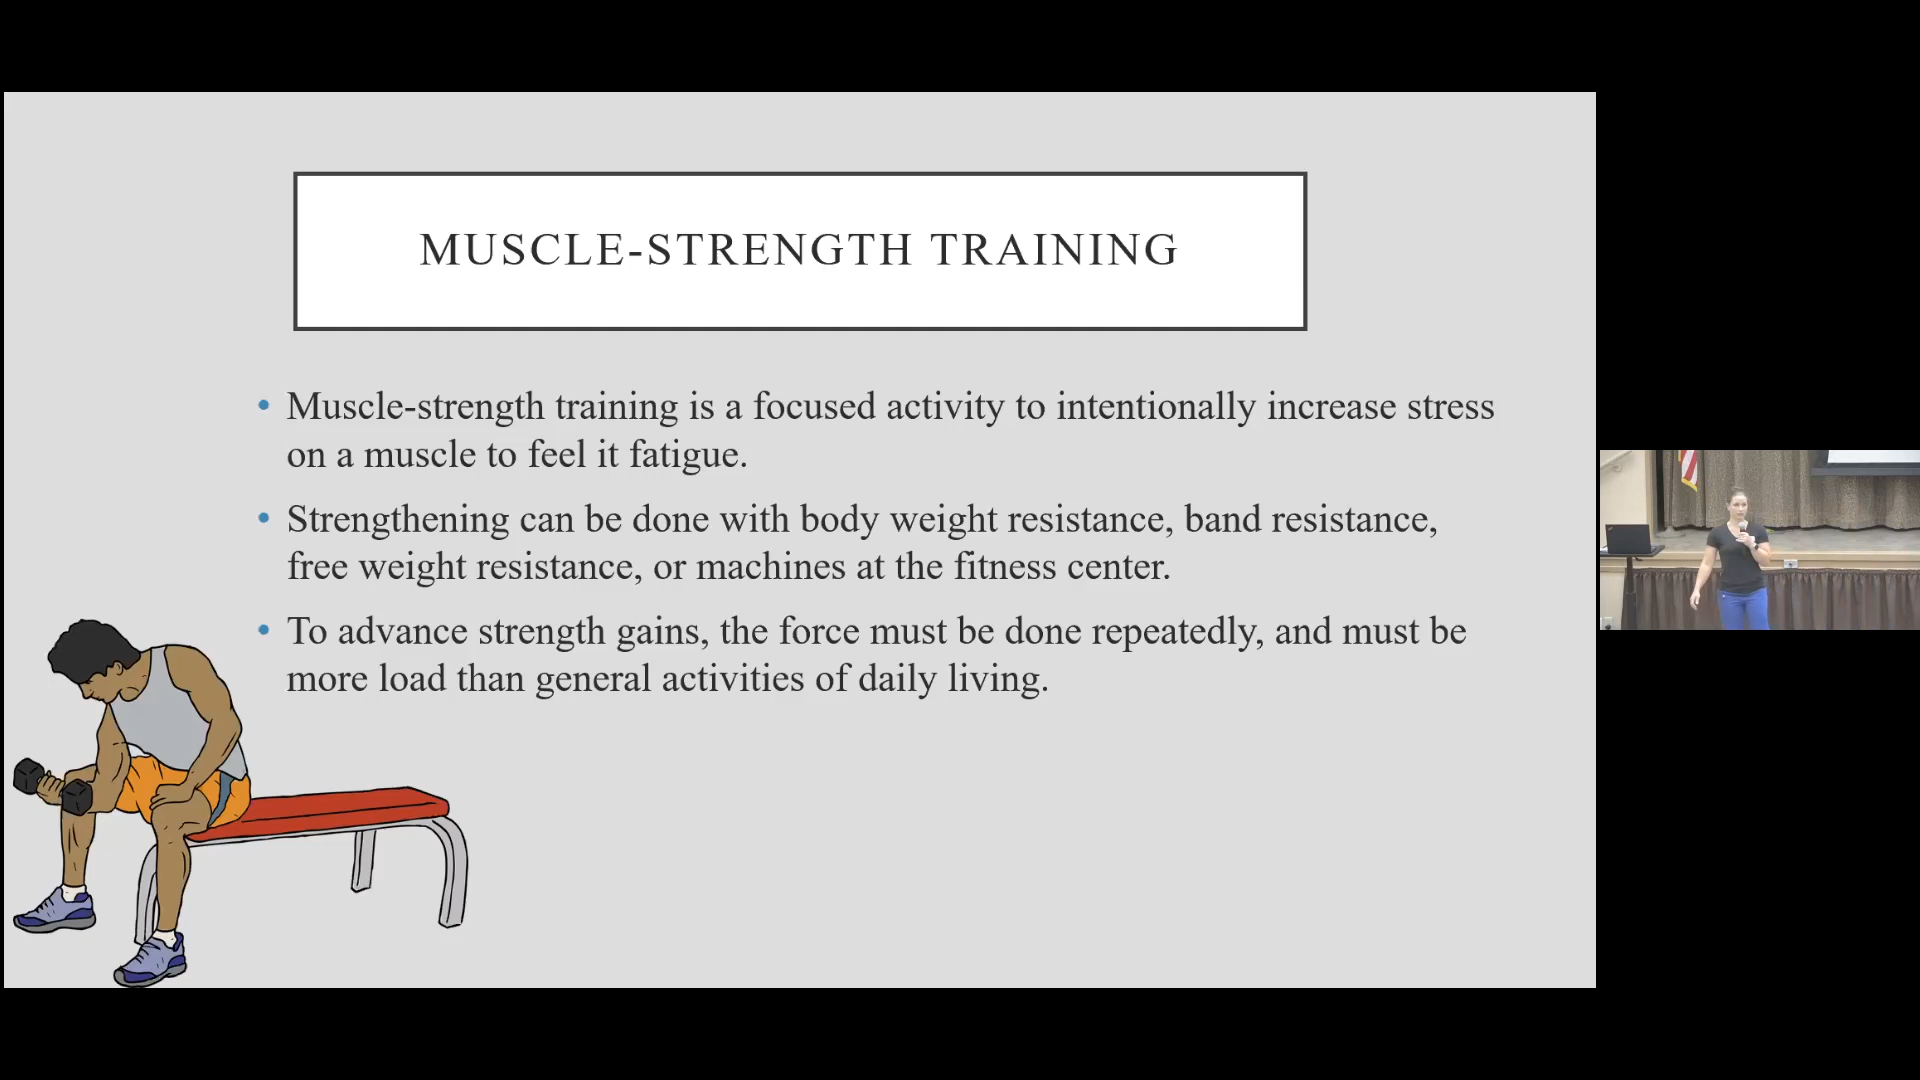 MUSCLE-STRENGTH TRAINING
• Muscle-strength training is a focused activity to intentionally increase stress
on a muscle to feel it fatigue.
• Strengthening can be done with body weight resistance, band resistance,
free weight resistance, or machines at the fitness center.
• To advance strength gains, the force must be done repeatedly, and must be
more load than general activities of daily living.